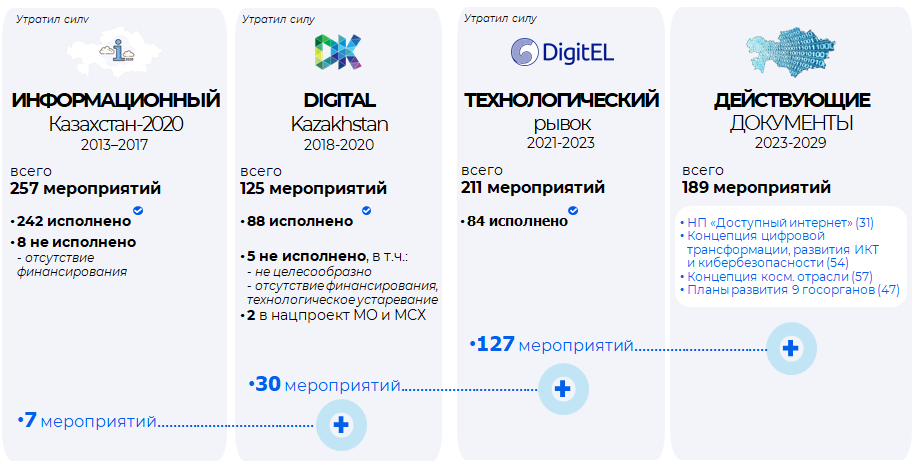 Утратил силу
ИНФОРМАЦИОННЫЙ
Казахстан-2020
2013–2017
всего
257 мероприятий
• 242 исполнено
• 8 не исполнено
- отсутствие
финансирования
•7 мероприятий
Утратил силу
DK
DIGITAL
Kazakhstan
2018-2020
всего
125 мероприятий
• 88 исполнено
• 5 не исполнено, в т.ч.:
- не целесообразно
- отсутствие финансирования,
технологическое устаревание
• 2 в нацпроект МО и МСХ
•30 мероприятий
Утратил силу
DigitEL
ТЕХНОЛОГИЧЕСКИЙ
рывок
2021-2023
всего
211 мероприятий
• 84 исполнено
•127 мероприятий
ДЕЙСТВУЮЩИЕ
ДОКУМЕНТЫ
2023-2029
всего
189 мероприятий
• НП «Доступный интернет» (31)
• Концепция цифровой
трансформации, развития ИКТ
и кибербезопасности (54)
• Концепция косм. отрасли (57)
• Планы развития 9 госорганов (47)